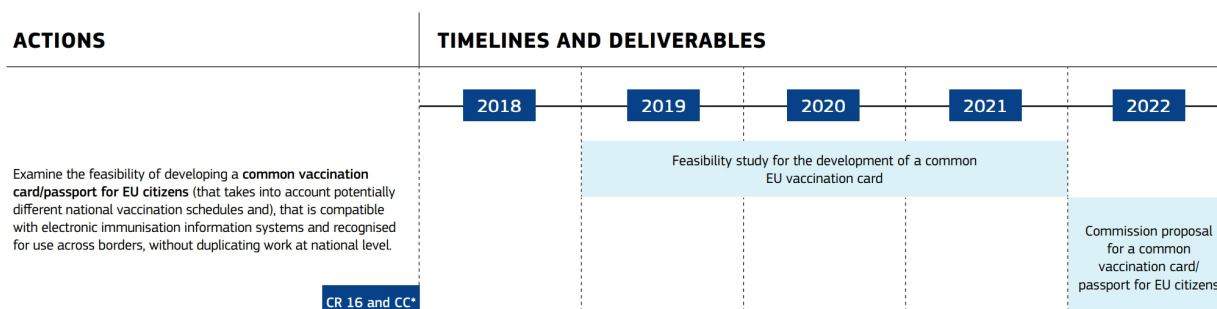 ACTIONS
TIMELINES AND DELIVERABLES
2018
2019
2020
2021
2022
Examine the feasibility of developing a common vaccination
card/passport for EU citizens (that takes into account potentially
different national vaccination schedules and), that is compatible
with electronic immunisation information systems and recognised
for use across borders, without duplicating work at national level.
CR 16 and CC*
Feasibility study for the development of a common
EU vaccination card
Commission proposal
for a common
vaccination card/
passport for EU citizens